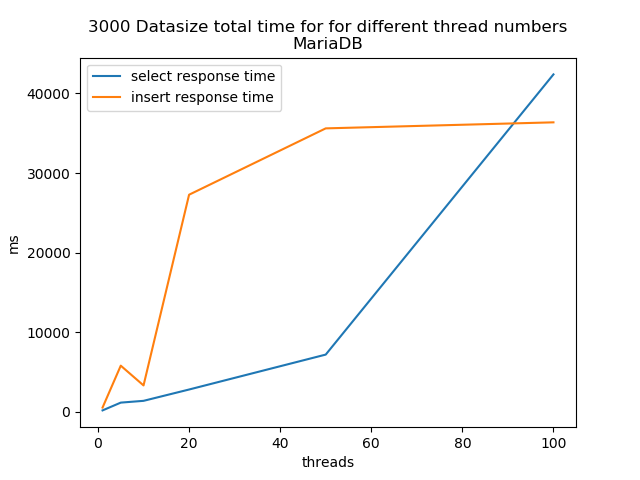 3000 Datasize total time for for different thread numbers
MariaDB
select response time
insert response time
40000
30000
20000
10000
0
ms
0 20 40 60 80 100
threads